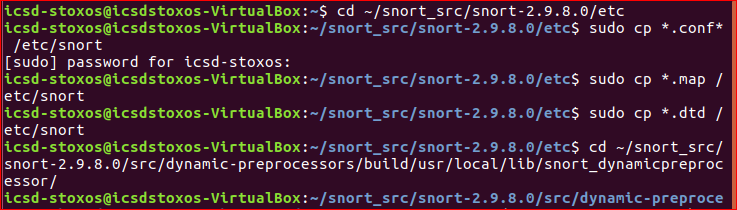 icsd-stoxos@icsdstoxos-VirtualBox:~$ cd ~/snort_src/snort-2.9.8.0/etc
icsd-stoxos@icsdstoxos-VirtualBox:~/snort_src/snort-2.9.8.0/etc$ sudo cp *.conf*
 /etc/snort
[sudo] password for icsd-stoxos:
icsd-stoxos@icsdstoxos-VirtualBox:~/snort_src/snort-2.9.8.0/etc$ sudo cp *.map /
etc/snort
icsd-stoxos@icsdstoxos-VirtualBox:~/snort_src/snort-2.9.8.0/etc$ sudo cp *.dtd /
etc/snort
icsd-stoxos@icsdstoxos-VirtualBox:~/snort_src/snort-2.9.8.0/etc$ cd ~/snort_src/
snort-2.9.8.0/src/dynamic-preprocessors/build/usr/local/lib/snort_dynamicpreproc
essor/
icsd-stoxos@icsdstoxos-VirtualBox:~/snort_src/snort-2.9.8.0/src/dynamic-preproce